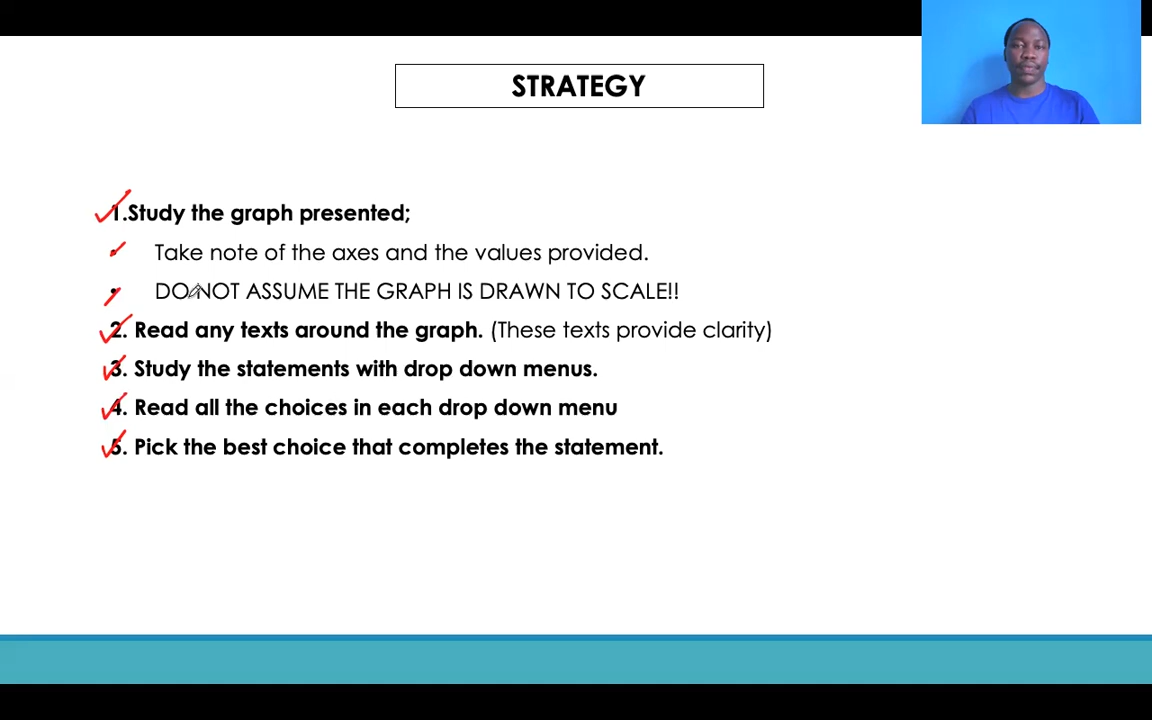 STRATEGY
1.Study the graph presented;
• Take note of the axes and the values provided.
• DO NOT ASSUME THE GRAPH IS DRAWN TO SCALE!!
2. Read any texts around the graph. (These texts provide clarity)
3. Study the statements with drop down menus.
4. Read all the choices in each drop down menu
5. Pick the best choice that completes the statement.